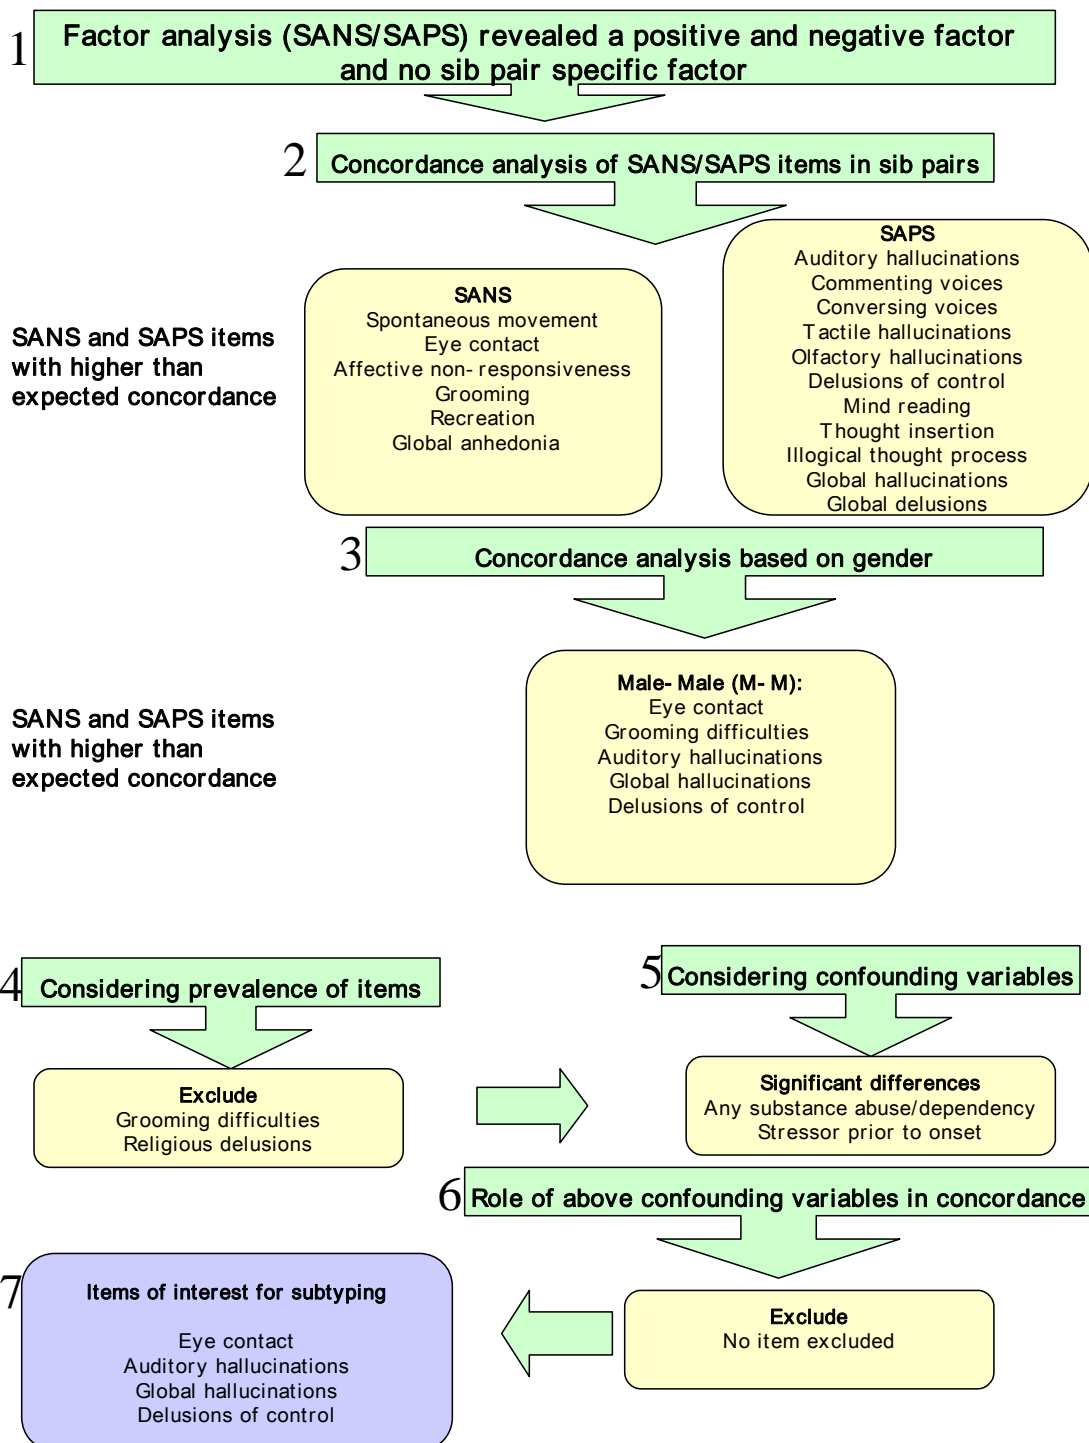 1
Factor analysis (SANS/SAPS) revealed a positive and negative factor
and no sib pair specific factor
2
Concordance analysis of SANS/SAPS items in sib pairs
SANS and SAPS items
with higher than
expected concordance
SANS
Spontaneous movement
Eye contact
Affective non- responsiveness
Grooming
Recreation
Global anhedonia
SAPS
Auditory hallucinations
Commenting voices
Conversing voices
Tactile hallucinations
Olfactory hallucinations
Delusions of control
Mind reading
Thought insertion
Illogical thought process
Global hallucinations
Global delusions
3
Concordance analysis based on gender
SANS and SAPS items
with higher than
expected concordance
Male- Male (M- M):
Eye contact
Grooming difficulties
Auditory hallucinations
Global hallucinations
Delusions of control
4
Considering prevalence of items
Exclude
Grooming difficulties
Religious delusions
5
Considering confounding variables
Significant differences
Any substance abuse/dependency
Stressor prior to onset
6
Role of above confounding variables in concordance
Exclude
No item excluded
7
Items of interest for subtyping
Eye contact
Auditory hallucinations
Global hallucinations
Delusions of control